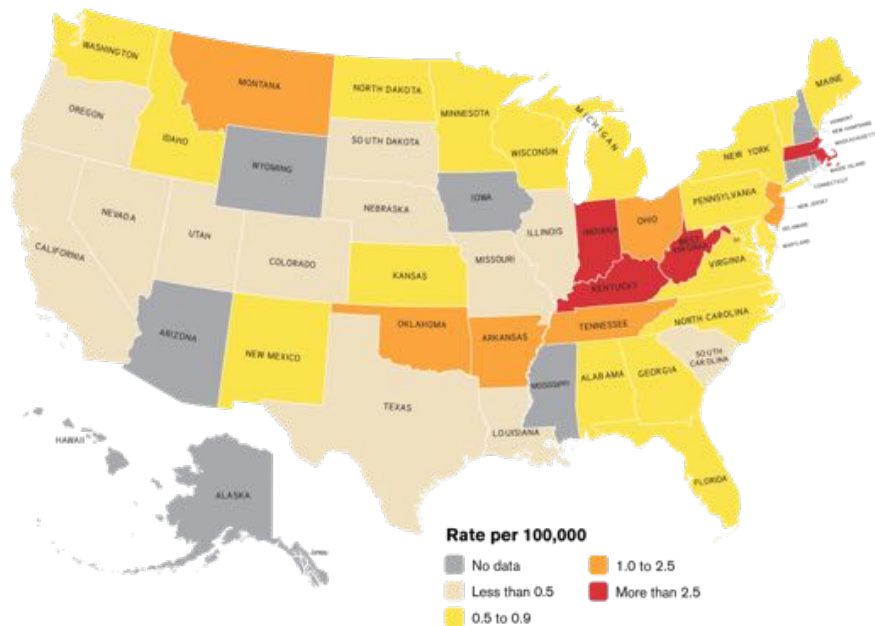 WASHINGTON
MONTANA
NORTH DAKOTA
MINNESOTA
MICHIGAN
MAINE
OREGON
IDAHO
SOUTH DAKOTA
WISCONSIN
NEW YORK
VERMONT
NEW HAMPSHIRE
MASSACHUSETTS
RHODE ISLAND
CONNECTICUT
NEW JERSEY
DELAWARE
MARYLAND
WYOMING
IOWA
PENNSYLVANIA
NEBRASKA
NEVADA
UTAH
ILLINOIS
INDIANA
OHIO
CALIFORNIA
COLORADO
KANSAS
MISSOURI
WEST
VIRGINIA
VIRGINIA
KENTUCKY
ARIZONA
NEW MEXICO
OKLAHOMA
ARKANSAS
TENNESSEE
NORTH CAROLINA
SOUTH
CAROLINA
TEXAS
MISSISSIPPI
ALABAMA
GEORGIA
LOUISIANA
FLORIDA
HAWAII
ALASKA
Rate per 100,000
No data
Less than 0.5
0.5 to 0.9
1.0 to 2.5
More than 2.5